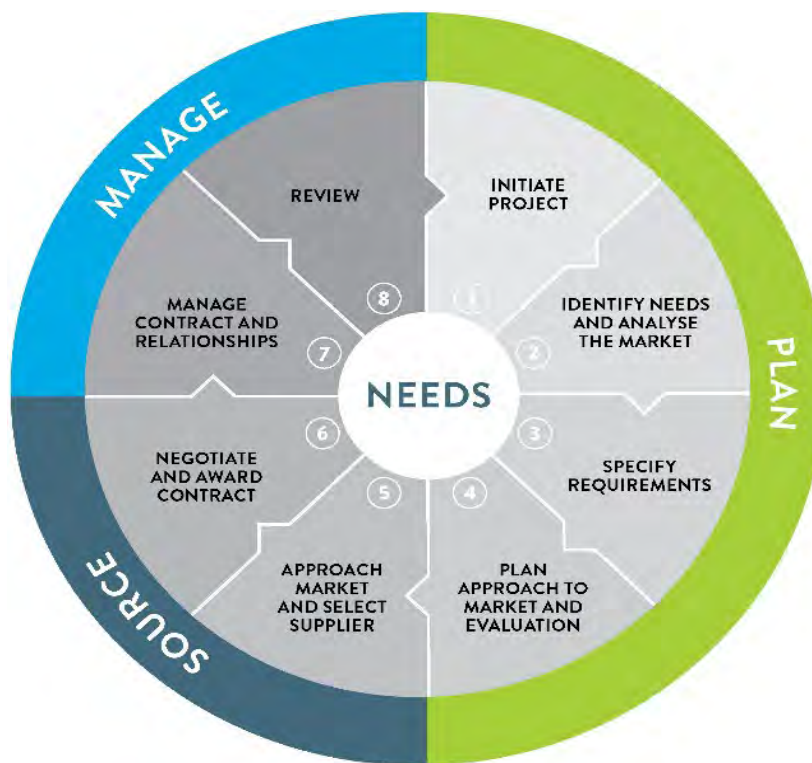 MANAGE
PLAN
SOURCE
NEEDS
1
INITIATE
PROJECT
2
IDENTIFY NEEDS
AND ANALYSE
THE MARKET
3
SPECIFY
REQUIREMENTS
4
PLAN
APPROACH TO
MARKET AND
EVALUATION
5
APPROACH
MARKET
AND SELECT
SUPPLIER
6
NEGOTIATE
AND AWARD
CONTRACT
7
MANAGE
CONTRACT AND
RELATIONSHIPS
8
REVIEW